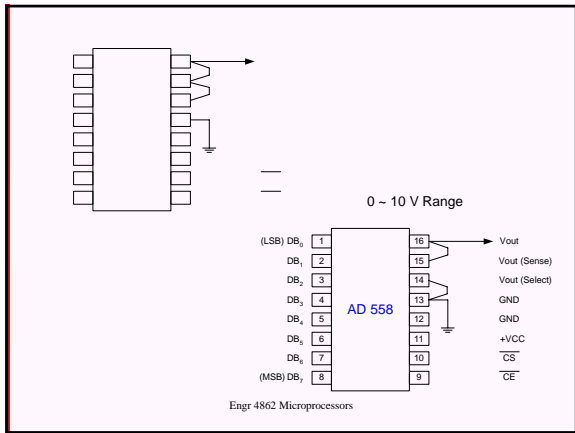 0 ~ 10 V Range
(LSB) DB₀ 1 16 Vout
DB₁ 2 15 Vout (Sense)
DB₂ 3 14 Vout (Select)
DB₃ 4 13 GND
AD 558
DB₄ 5 12 GND
DB₅ 6 11 +VCC
DB₆ 7 10 C̅S̅
(MSB) DB₇ 8 9 C̅E̅
Engr 4862 Microprocessors